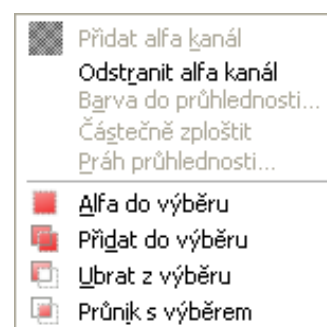 Přidat alfa kanál
Odstranit alfa kanál
Barva do průhlednosti...
Částečně zploštit
Práh průhlednosti...
Alfa do výběru
Přidat do výběru
Ubrat z výběru
Průnik s výběrem